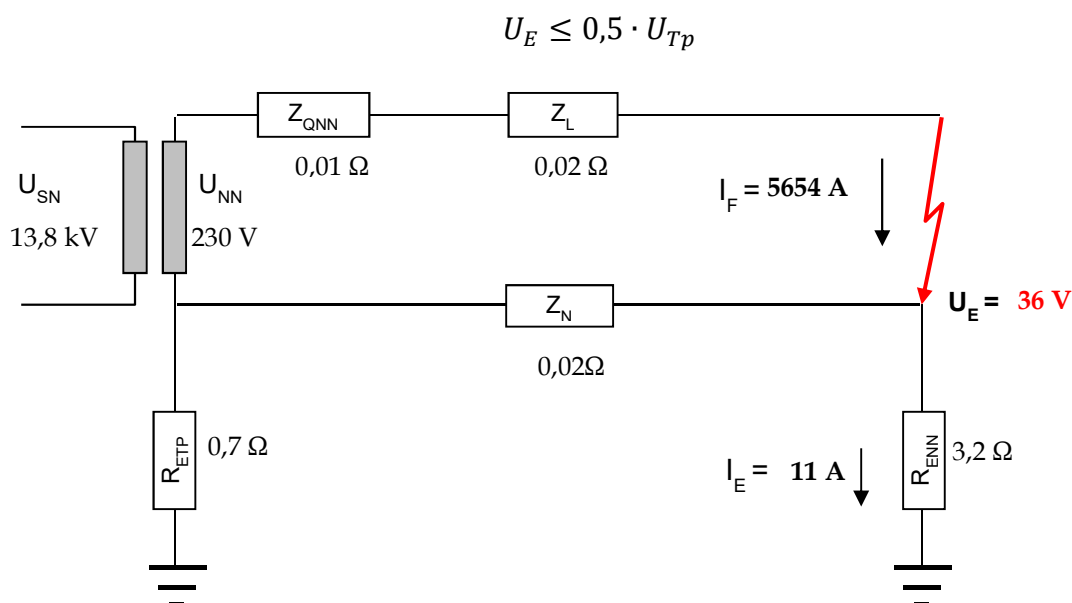 U_E ≤ 0,5 · U_Tp
Z_QNN
0,01 Ω
Z_L
0,02 Ω
U_SN
13,8 kV
U_NN
230 V
I_F = 5654 A
Z_N
0,02Ω
U_E = 36 V
R_ETP
0,7 Ω
I_E = 11 A
R_ENN
3,2 Ω